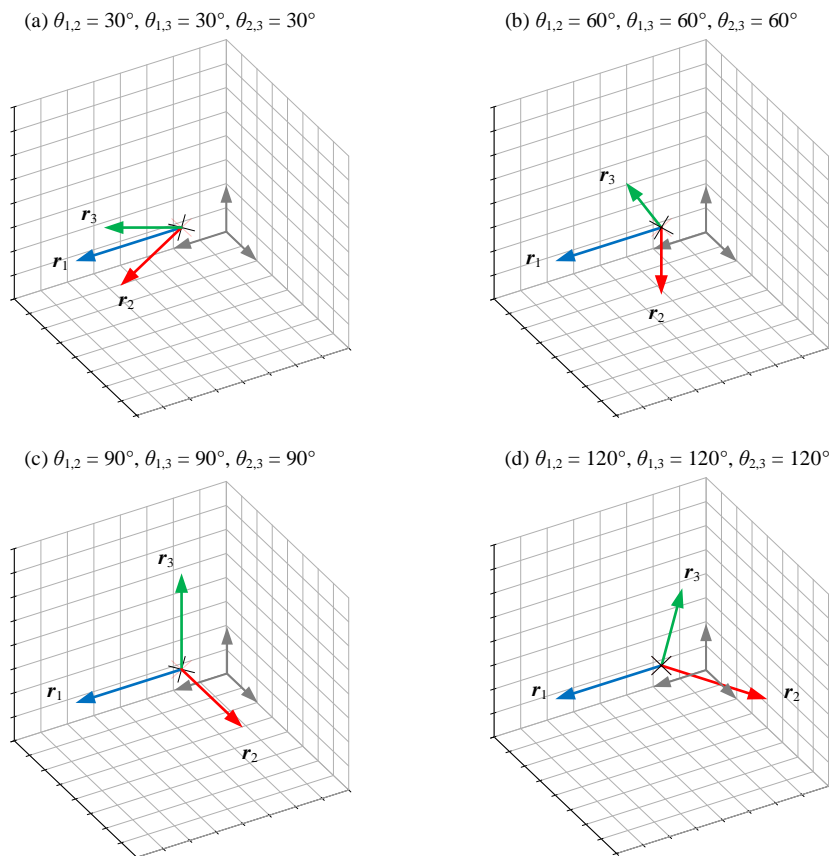 (a) θ1,2 = 30°, θ1,3 = 30°, θ2,3 = 30°
(b) θ1,2 = 60°, θ1,3 = 60°, θ2,3 = 60°
r3
r1
r2
r3
r1
r2
(c) θ1,2 = 90°, θ1,3 = 90°, θ2,3 = 90°
(d) θ1,2 = 120°, θ1,3 = 120°, θ2,3 = 120°
r3
r1
r2
r3
r1
r2